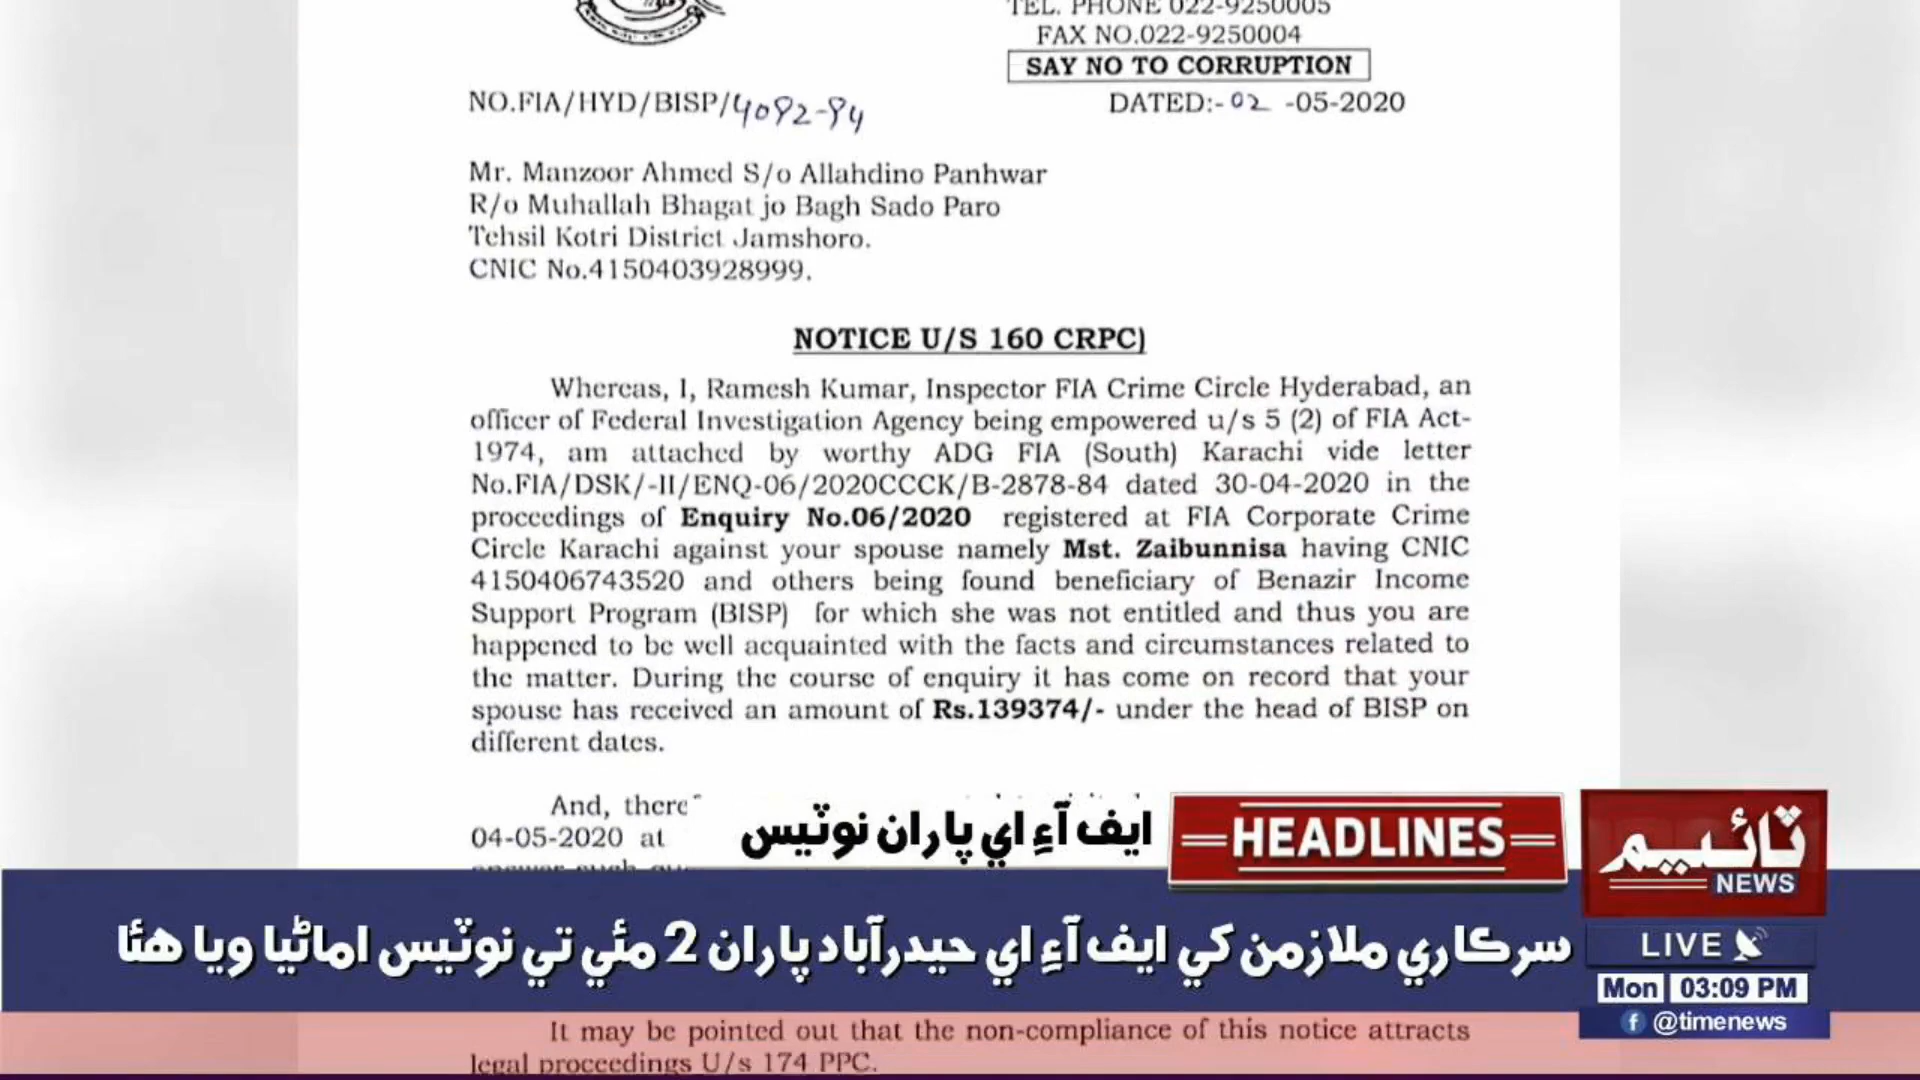 TEL. PHONE 022-9250005
FAX NO.022-9250004
SAY NO TO CORRUPTION
NO.FIA/HYD/BISP/4092-94
DATED:- 02 -05-2020
Mr. Manzoor Ahmed S/o Allahdino Panhwar
R/o Muhallah Bhagat jo Bagh Sado Paro
Tehsil Kotri District Jamshoro.
CNIC No.4150403928999.
NOTICE U/S 160 CRPC)
Whereas, I, Ramesh Kumar, Inspector FIA Crime Circle Hyderabad, an
officer of Federal Investigation Agency being empowered u/s 5 (2) of FIA Act-
1974, am attached by worthy ADG FIA (South) Karachi vide letter
No.FIA/DSK/-II/ENQ-06/2020CCCK/B-2878-84 dated 30-04-2020 in the
proceedings of Enquiry No.06/2020 registered at FIA Corporate Crime
Circle Karachi against your spouse namely Mst. Zaibunnisa having CNIC
4150406743520 and others being found beneficiary of Benazir Income
Support Program (BISP) for which she was not entitled and thus you are
happened to be well acquainted with the facts and circumstances related to
the matter. During the course of enquiry it has come on record that your
spouse has received an amount of Rs.139374/- under the head of BISP on
different dates.
And,
04-05-2020 at
ايف آءِ اي پاران نوٽيس
HEADLINES
ٽائيم
NEWS
سرڪاري ملازمن کي ايف آءِ اي حيدرآباد پاران 2 مئي تي نوٽيس اماڻيا ويا هئا
LIVE
Mon 03:09 PM
@timenews
It may be pointed out that the non-compliance of this notice attracts
legal proceedings U/s 174 PPC.